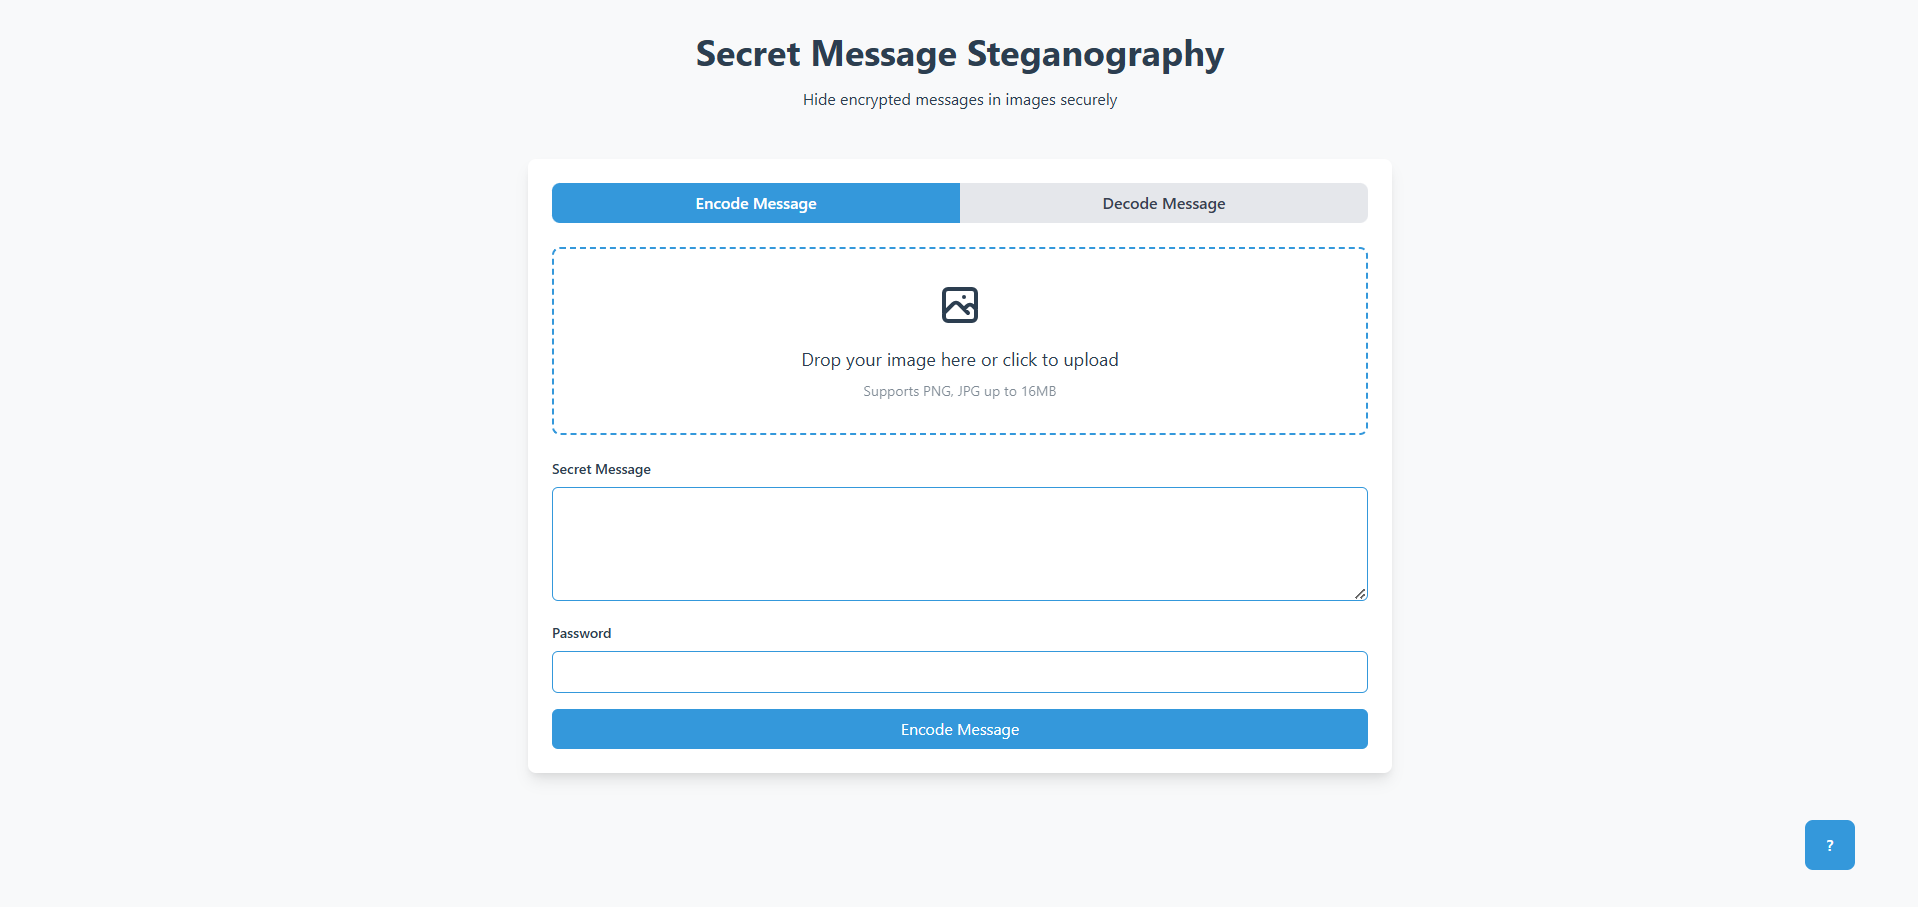 Secret Message Steganography
Hide encrypted messages in images securely
Encode Message
Decode Message
Drop your image here or click to upload
Supports PNG, JPG up to 16MB
Secret Message
Password
Encode Message
?